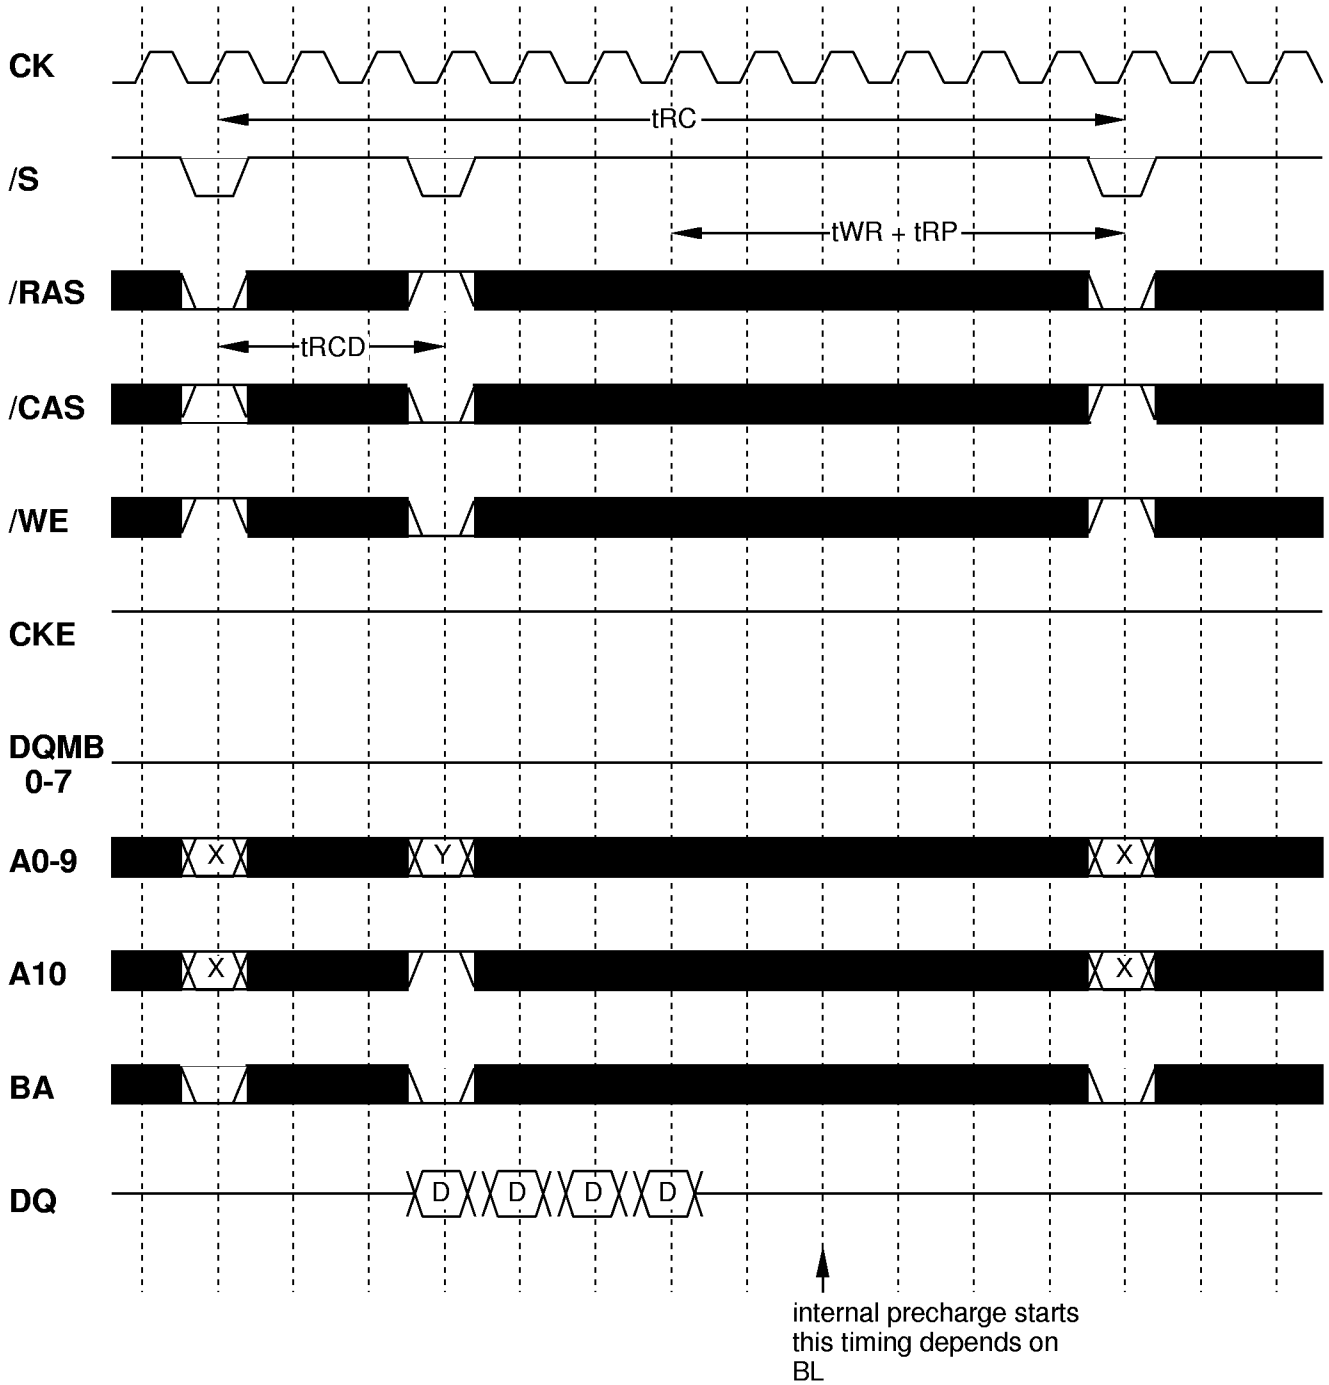 CK
tRC
/S
tWR + tRP
/RAS
tRCD
/CAS
/WE
CKE
DQMB
0-7
A0-9 X Y X
A10 X X
BA
DQ D D D D
internal precharge starts
this timing depends on
BL